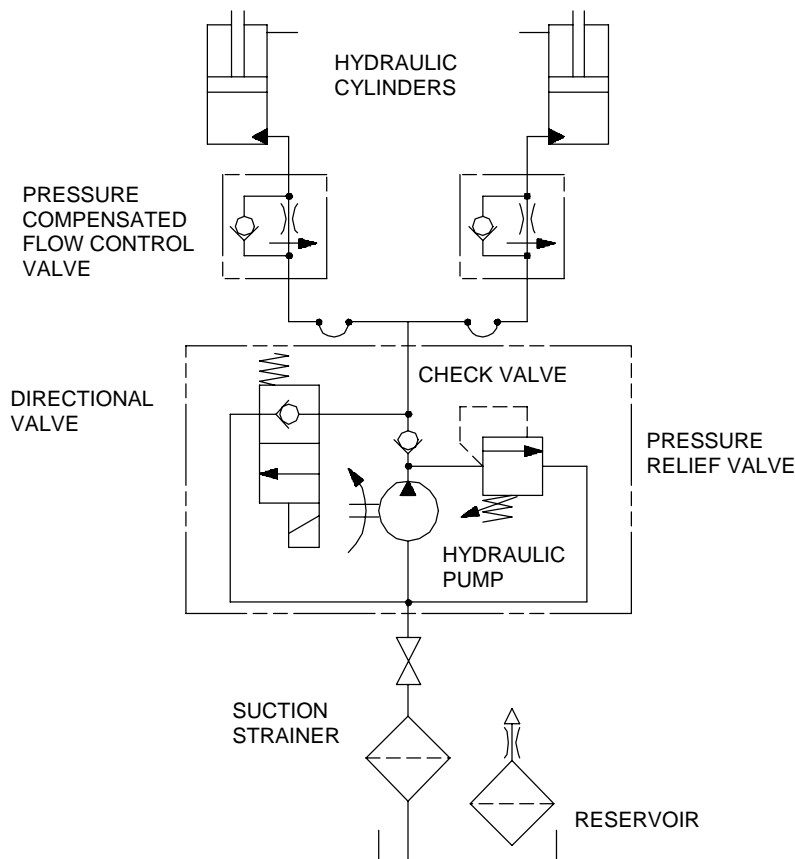 HYDRAULIC
CYLINDERS
PRESSURE
COMPENSATED
FLOW CONTROL
VALVE
CHECK VALVE
DIRECTIONAL
VALVE
PRESSURE
RELIEF VALVE
HYDRAULIC
PUMP
SUCTION
STRAINER
RESERVOIR